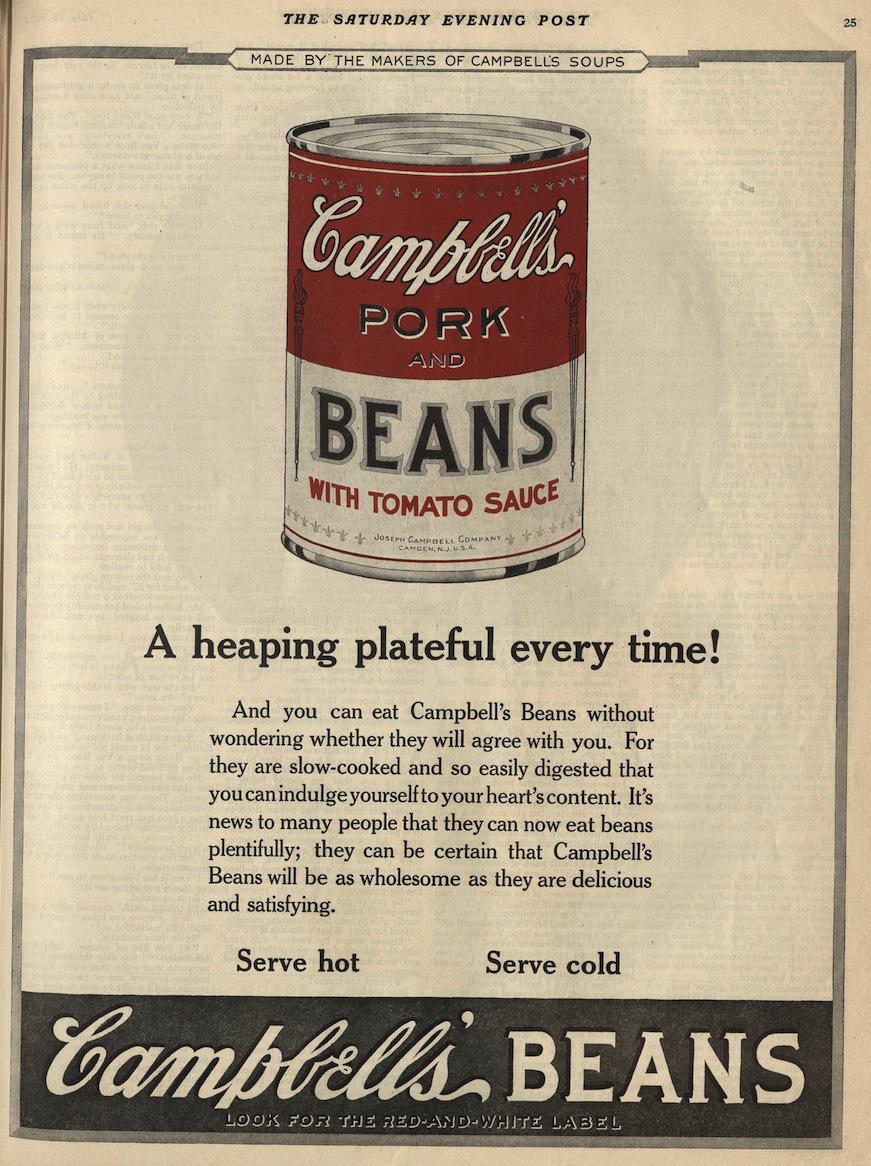 THE SATURDAY EVENING POST
25
MADE BY THE MAKERS OF CAMPBELL'S SOUPS
Campbell's
PORK
AND
BEANS
WITH TOMATO SAUCE
JOSEPH CAMPBELL COMPANY
CAMDEN, N.J. U.S.A.
A heaping plateful every time!
And you can eat Campbell's Beans without
wondering whether they will agree with you. For
they are slow-cooked and so easily digested that
you can indulge yourself to your heart's content. It's
news to many people that they can now eat beans
plentifully; they can be certain that Campbell's
Beans will be as wholesome as they are delicious
and satisfying.
Serve hot Serve cold
Campbell's BEANS
LOOK FOR THE RED-AND-WHITE LABEL